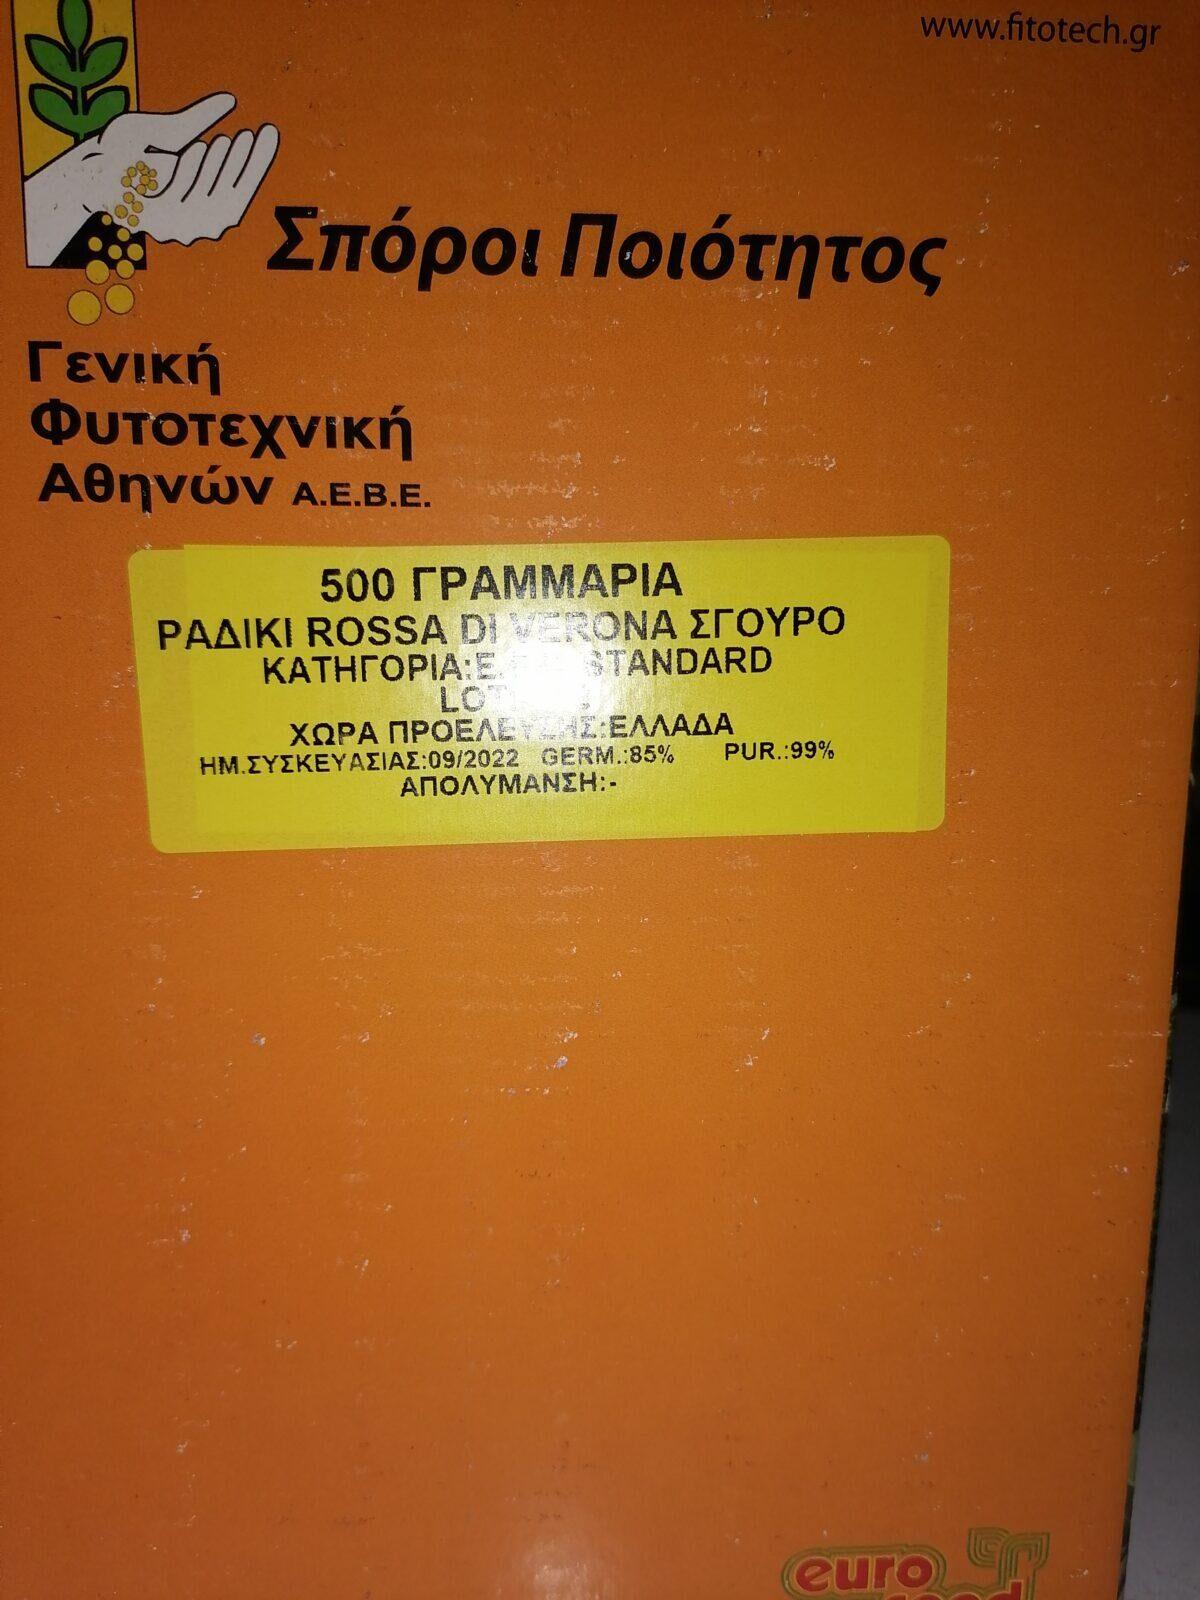 www.fitotech.gr
Σπόροι Ποιότητος
Γενική
Φυτοτεχνική
Αθηνών Α.Ε.Β.Ε.
500 ΓΡΑΜΜΑΡΙΑ
ΡΑΔΙΚΙ ROSSA DI VERONA ΣΓΟΥΡΟ
ΚΑΤΗΓΟΡΙΑ: STANDARD
ΧΩΡΑ ΠΡΟΕΛΕΥΣΗΣ:ΕΛΛΑΔΑ
ΗΜ.ΣΥΣΚΕΥΑΣΙΑΣ:09/2022 GERM.:85% PUR.:99%
ΑΠΟΛΥΜΑΝΣΗ:-
euro